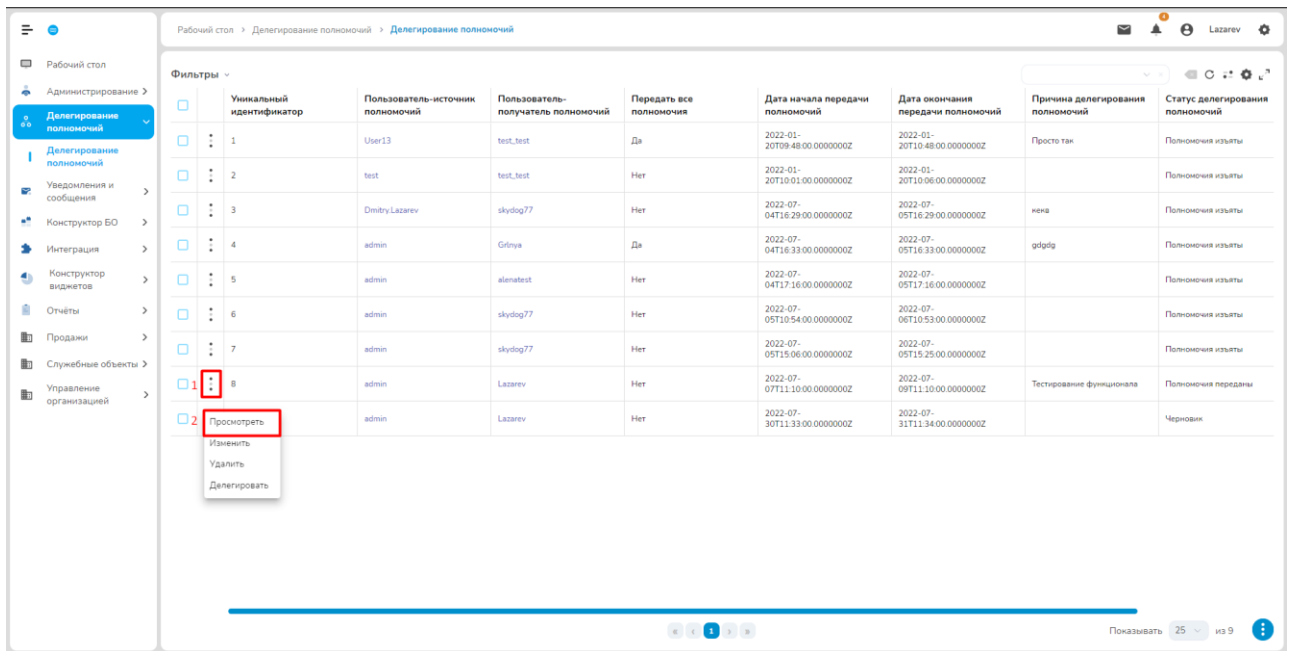 Рабочий стол > Делегирование полномочий > Делегирование полномочий
4
Lazarev
Рабочий стол
Администрирование
Делегирование
полномочий
Делегирование
полномочий
Уведомления и
сообщения
Конструктор БО
Интеграция
Конструктор
виджетов
Отчёты
Продажи
Служебные объекты
Управление
организацией
Фильтры
Уникальный идентификатор Пользователь-источник полномочий Пользователь-получатель полномочий Передать все полномочия Дата начала передачи полномочий Дата окончания передачи полномочий Причина делегирования полномочий Статус делегирования полномочий
1 User13 test_test Да 2022-01-20T09:48:00.0000000Z 2022-01-20T10:48:00.0000000Z Просто так Полномочия изъяты
2 test test_test Нет 2022-01-20T10:01:00.0000000Z 2022-01-20T10:06:00.0000000Z Полномочия изъяты
3 Dmitry.Lazarev skydog77 Нет 2022-07-04T16:29:00.0000000Z 2022-07-05T16:29:00.0000000Z кекв Полномочия изъяты
4 admin Grlnya Да 2022-07-04T16:33:00.0000000Z 2022-07-05T16:33:00.0000000Z gdgdg Полномочия изъяты
5 admin alenatest Нет 2022-07-04T17:16:00.0000000Z 2022-07-05T17:16:00.0000000Z Полномочия изъяты
6 admin skydog77 Нет 2022-07-05T10:54:00.0000000Z 2022-07-06T10:53:00.0000000Z Полномочия изъяты
7 admin skydog77 Нет 2022-07-05T15:06:00.0000000Z 2022-07-05T15:25:00.0000000Z Полномочия изъяты
1 8 admin Lazarev Нет 2022-07-07T11:10:00.0000000Z 2022-07-09T11:10:00.0000000Z Тестирование функционала Полномочия переданы
2 admin Lazarev Нет 2022-07-30T11:33:00.0000000Z 2022-07-31T11:34:00.0000000Z Черновик
Просмотреть
Изменить
Удалить
Делегировать
« ‹ 1 › »
Показывать 25 из 9